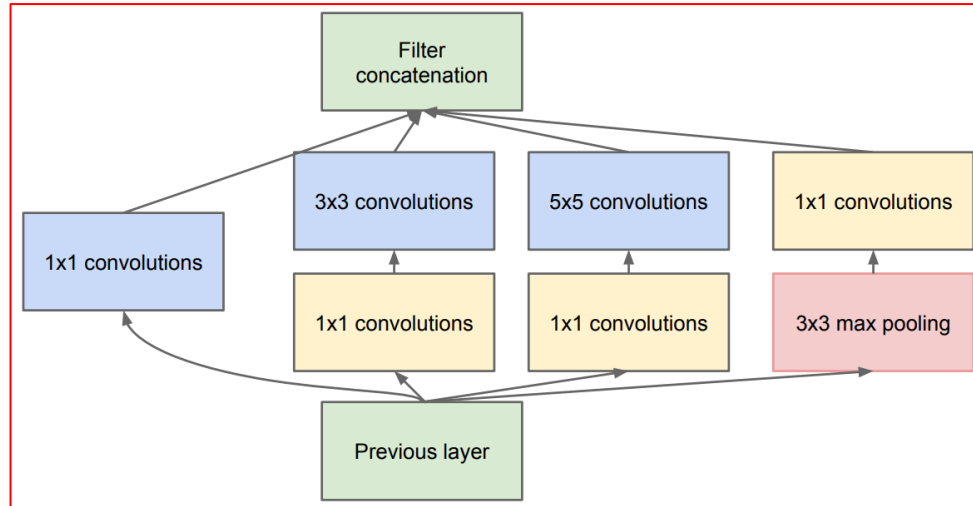 Filter
concatenation
3x3 convolutions
5x5 convolutions
1x1 convolutions
1x1 convolutions
1x1 convolutions
1x1 convolutions
3x3 max pooling
Previous layer